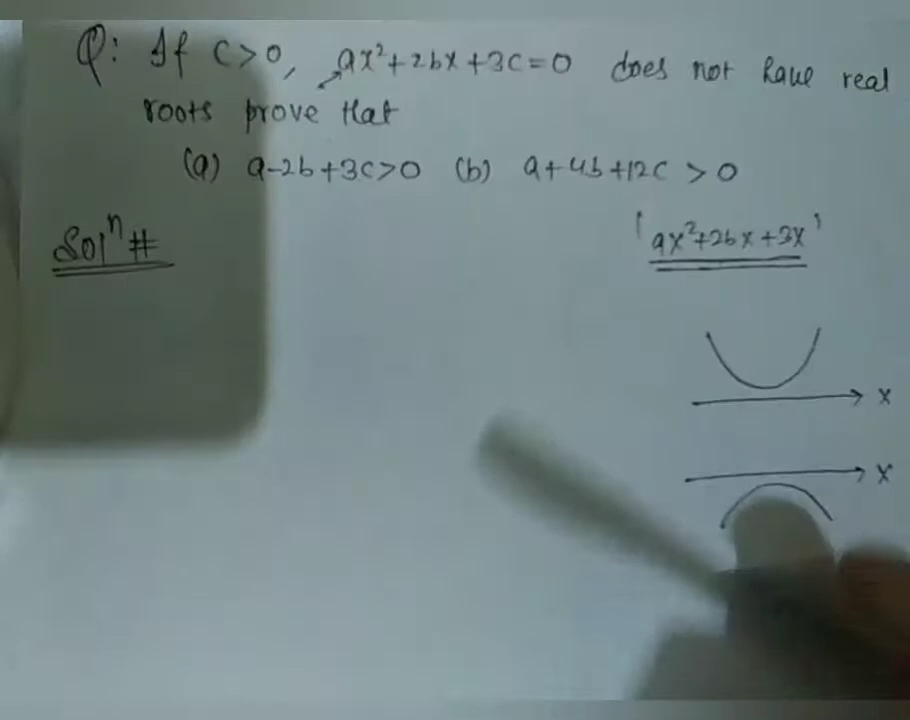 Q: If c>0, ax²+2bx+3c=0 does not have real
roots prove that
(a) a-2b+3c>0 (b) a+4b+12c >0
Solⁿ #
'ax²+2bx+3x'
x
x